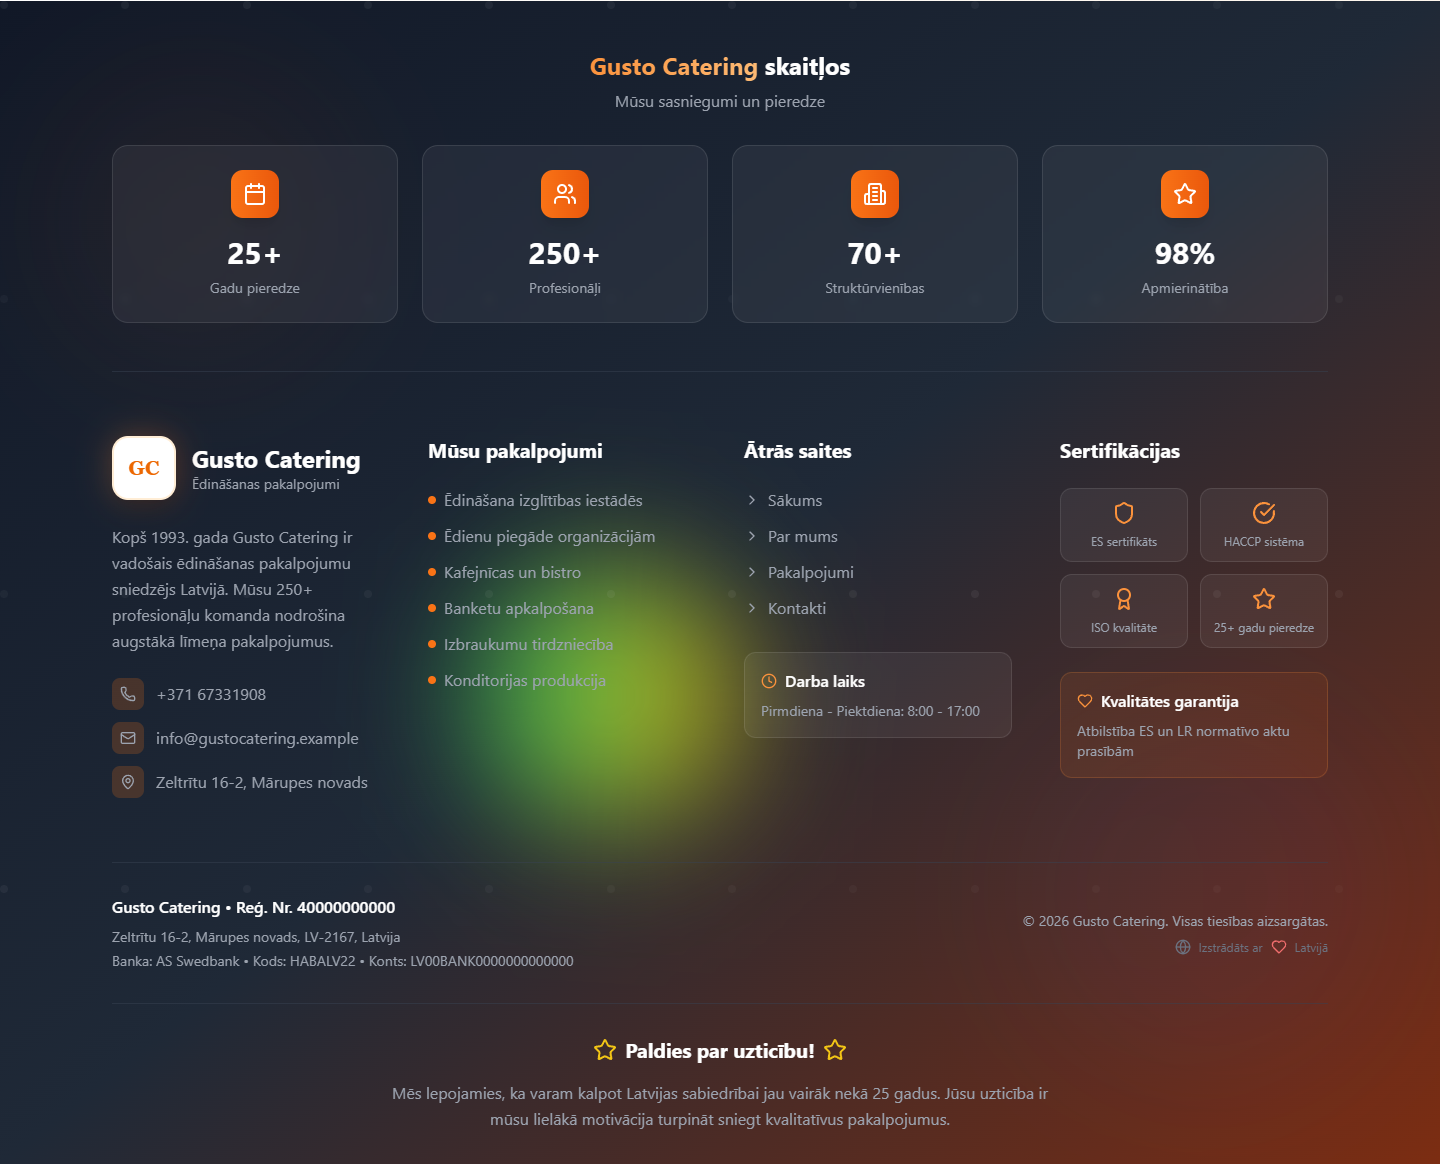 Gusto Catering skaitļos
Mūsu sasniegumi un pieredze
25+
Gadu pieredze
250+
Profesionāļi
70+
Struktūrvienības
98%
Apmierinātība
GC
Gusto Catering
Ēdināšanas pakalpojumi
Kopš 1993. gada Gusto Catering ir
vadošais ēdināšanas pakalpojumu
sniedzējs Latvijā. Mūsu 250+
profesionāļu komanda nodrošina
augstākā līmeņa pakalpojumus.
+371 67331908
info@gustocatering.example
Zeltrītu 16-2, Mārupes novads
Mūsu pakalpojumi
Ēdināšana izglītības iestādēs
Ēdienu piegāde organizācijām
Kafejnīcas un bistro
Banketu apkalpošana
Izbraukumu tirdzniecība
Konditorijas produkcija
Ātrās saites
Sākums
Par mums
Pakalpojumi
Kontakti
Darba laiks
Pirmdiena - Piektdiena: 8:00 - 17:00
Sertifikācijas
ES sertifikāts
HACCP sistēma
ISO kvalitāte
25+ gadu pieredze
Kvalitātes garantija
Atbilstība ES un LR normatīvo aktu
prasībām
Gusto Catering • Reģ. Nr. 40000000000
Zeltrītu 16-2, Mārupes novads, LV-2167, Latvija
Banka: AS Swedbank • Kods: HABALV22 • Konts: LV00BANK0000000000000
© 2026 Gusto Catering. Visas tiesības aizsargātas.
Izstrādāts ar Latvijā
Paldies par uzticību!
Mēs lepojamies, ka varam kalpot Latvijas sabiedrībai jau vairāk nekā 25 gadus. Jūsu uzticība ir
mūsu lielākā motivācija turpināt sniegt kvalitatīvus pakalpojumus.